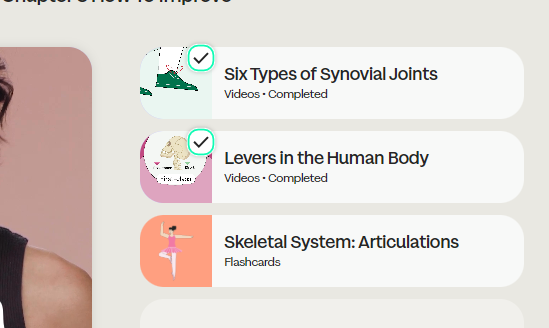 Chapter's How To Improve
Six Types of Synovial Joints
Videos • Completed
Levers in the Human Body
Videos • Completed
Skeletal System: Articulations
Flashcards